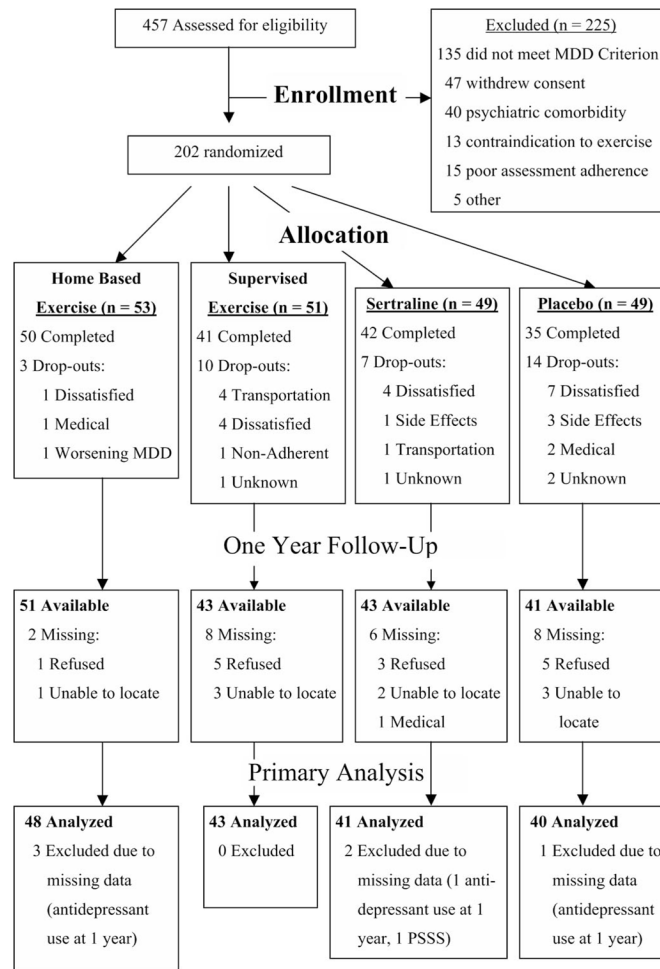 457 Assessed for eligibility
Excluded (n = 225)
135 did not meet MDD Criterion
47 withdrew consent
40 psychiatric comorbidity
13 contraindication to exercise
15 poor assessment adherence
5 other
Enrollment
202 randomized
Allocation
Home Based
Exercise (n = 53)
50 Completed
3 Drop-outs:
1 Dissatisfied
1 Medical
1 Worsening MDD
Supervised
Exercise (n = 51)
41 Completed
10 Drop-outs:
4 Transportation
4 Dissatisfied
1 Non-Adherent
1 Unknown
Sertraline (n = 49)
42 Completed
7 Drop-outs:
4 Dissatisfied
1 Side Effects
1 Transportation
1 Unknown
Placebo (n = 49)
35 Completed
14 Drop-outs:
7 Dissatisfied
3 Side Effects
2 Medical
2 Unknown
One Year Follow-Up
51 Available
2 Missing:
1 Refused
1 Unable to locate
43 Available
8 Missing:
5 Refused
3 Unable to locate
43 Available
6 Missing:
3 Refused
2 Unable to locate
1 Medical
41 Available
8 Missing:
5 Refused
3 Unable to
locate
Primary Analysis
48 Analyzed
3 Excluded due to
missing data
(antidepressant
use at 1 year)
43 Analyzed
0 Excluded
41 Analyzed
2 Excluded due to
missing data (1 anti-
depressant use at 1
year, 1 PSSS)
40 Analyzed
1 Excluded due to
missing data
(antidepressant
use at 1 year)